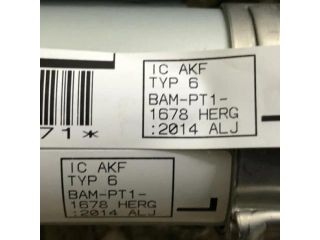 IC AKF
TYP 6
BAM-PT1-
1678 HERG
:2014 ALJ
71*
IC AKF
TYP 6
BAM-PT1-
1678 HERG
:2014 ALJ